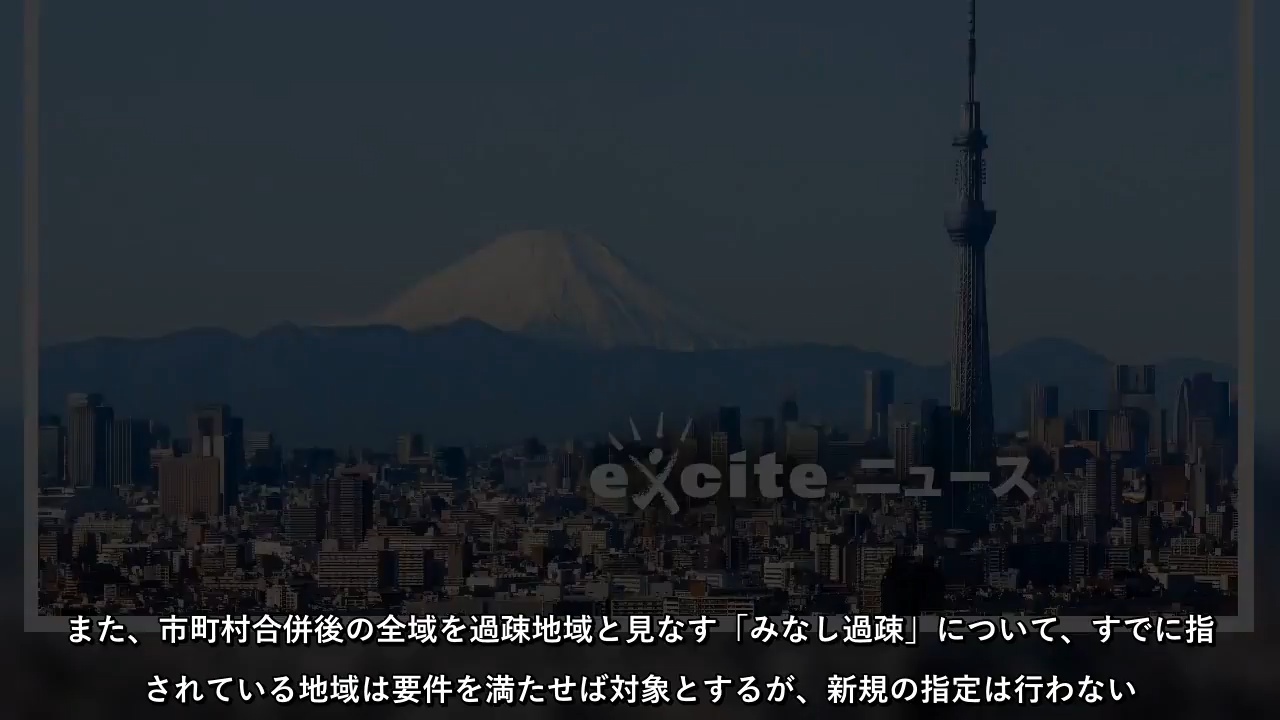 excite ニュース
また、市町村合併後の全域を過疎地域と見なす「みなし過疎」について、すでに指
されている地域は要件を満たせば対象とするが、新規の指定は行わない